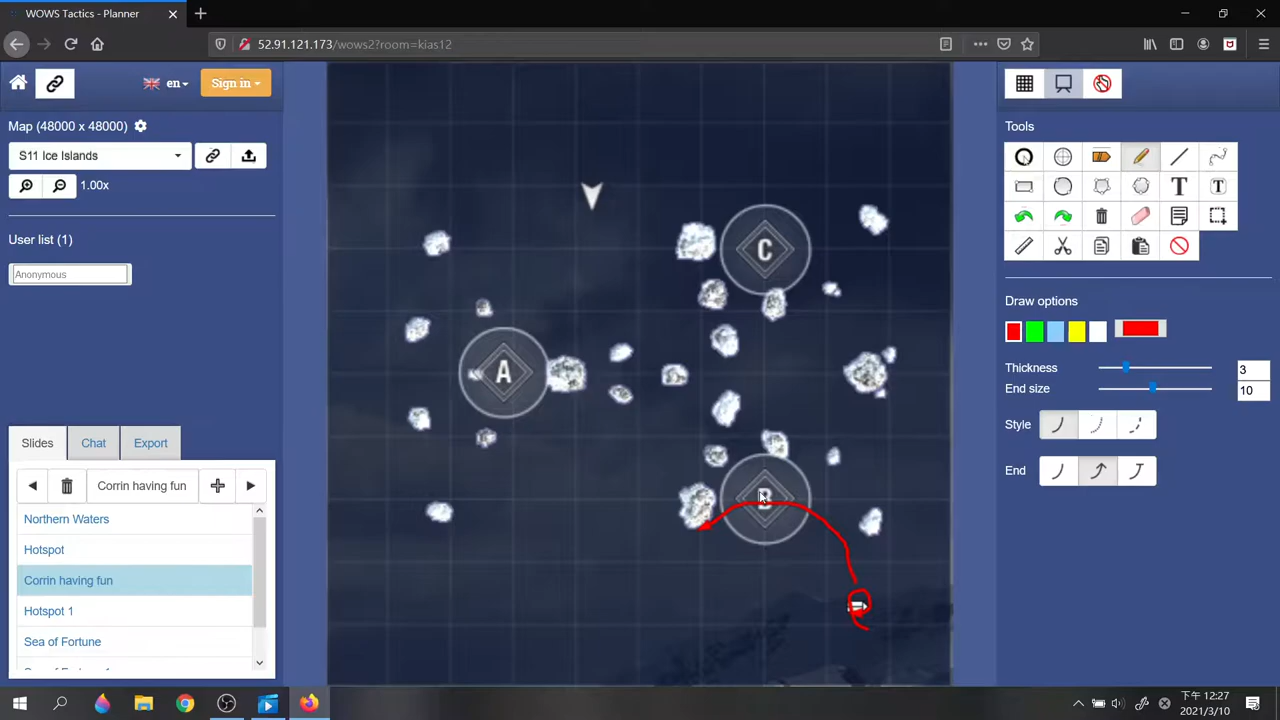 WOWS Tactics - Planner
52.91.121.173/wows2?room=kias12
en
Sign in
Map (48000 x 48000)
S11 Ice Islands
1.00x
User list (1)
Anonymous
Slides
Chat
Export
Corrin having fun
Northern Waters
Hotspot
Corrin having fun
Hotspot 1
Sea of Fortune
C
A
B
Tools
T
T
Draw options
Thickness
3
End size
10
Style
End
下午 12:27
2021/3/10